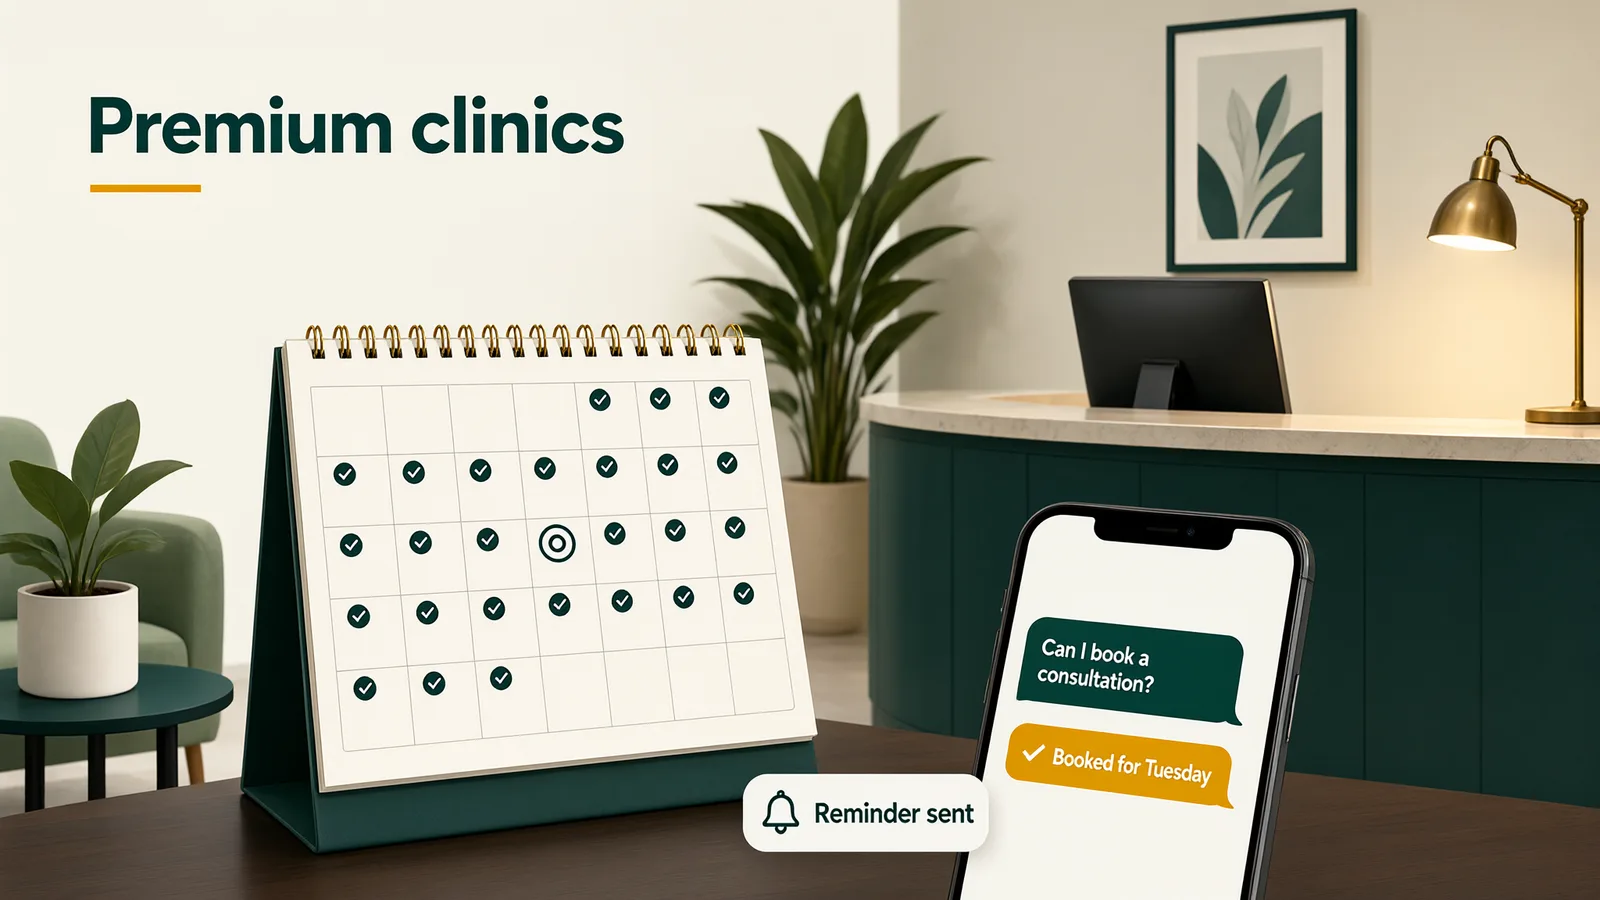 Premium clinics
Can I book a
consultation?
Booked for Tuesday
Reminder sent